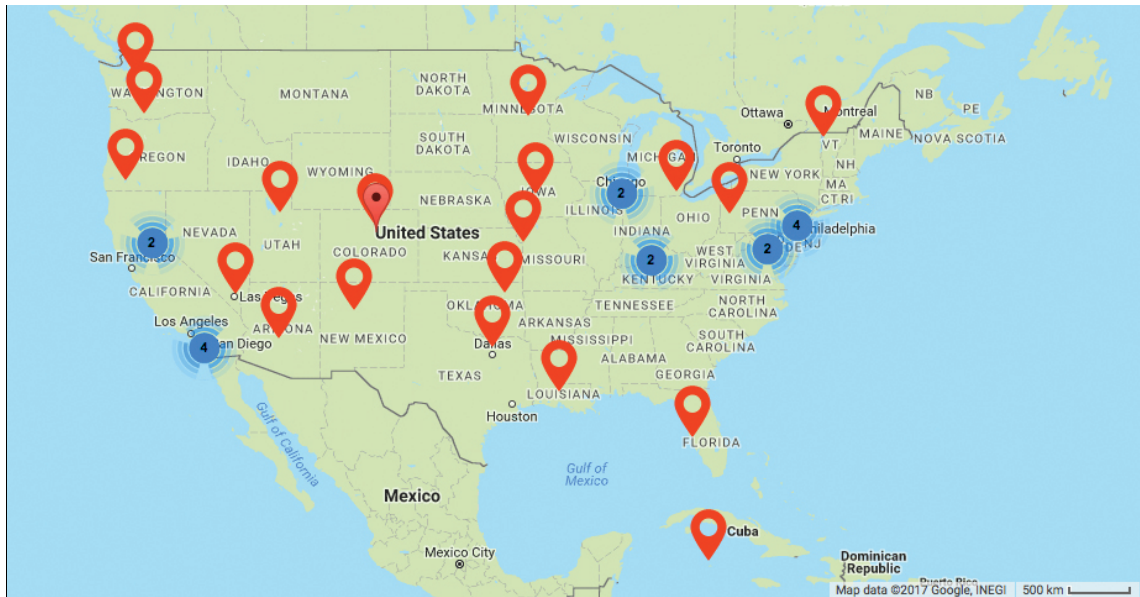 NORTH
DAKOTA
MONTANA
MINNESOTA
NB
PE
Ottawa
Montreal
MAINE
NOVA SCOTIA
WISCONSIN
SOUTH
DAKOTA
Toronto
VT
NH
MICHIGAN
NEW YORK
MA
CT RI
OREGON
IDAHO
WYOMING
IOWA
Chicago
2
NEBRASKA
ILLINOIS
OHIO
PENN
4
Philadelphia
NJ
DE
2
INDIANA
United States
NEVADA
2
San Francisco
UTAH
COLORADO
KANSAS
MISSOURI
WEST
VIRGINIA
2
KENTUCKY
VIRGINIA
CALIFORNIA
Las Vegas
OKLAHOMA
TENNESSEE
NORTH
CAROLINA
Los Angeles
ARIZONA
NEW MEXICO
ARKANSAS
MISSISSIPPI
SOUTH
CAROLINA
4
San Diego
Dallas
ALABAMA
TEXAS
GEORGIA
LOUISIANA
Houston
Gulf of
California
FLORIDA
Gulf of
Mexico
Mexico
Cuba
Mexico City
Dominican
Republic
Map data ©2017 Google, INEGI
500 km